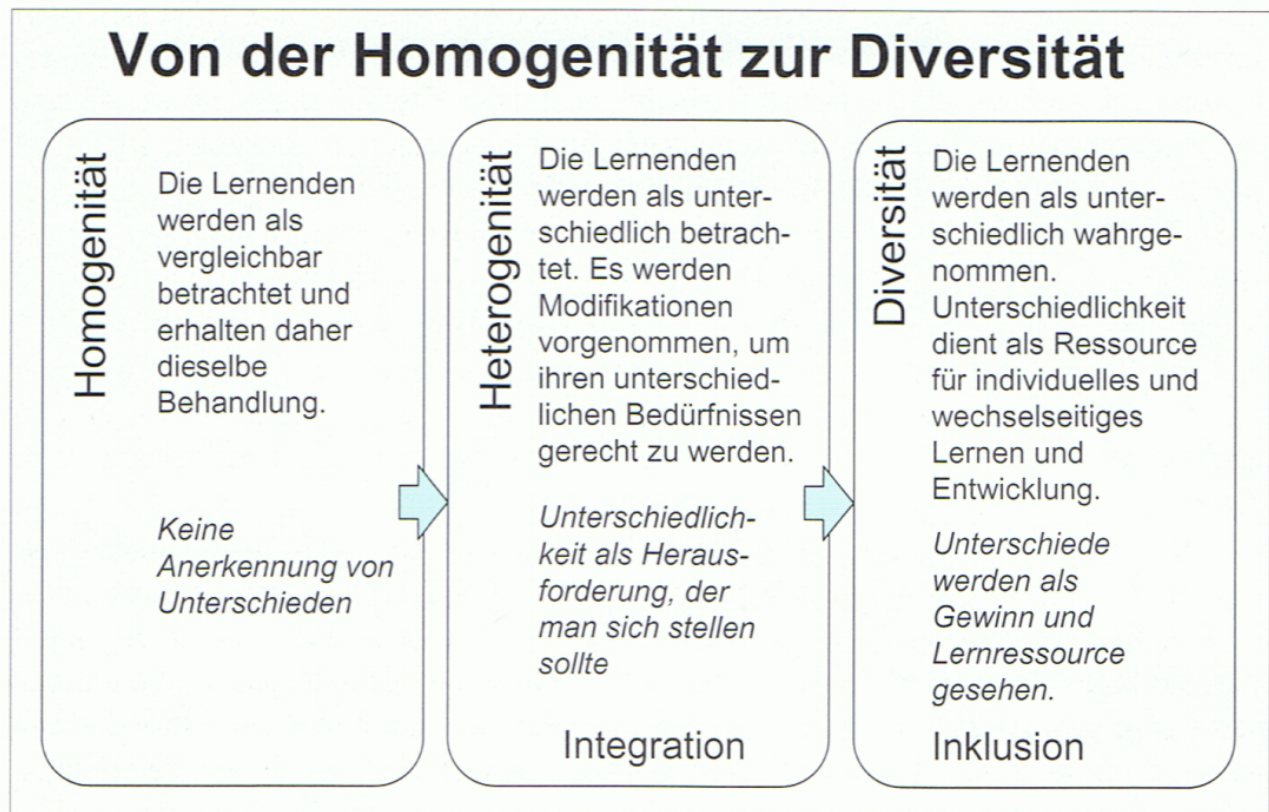 Von der Homogenität zur Diversität
Homogenität
Die Lernenden
werden als
vergleichbar
betrachtet und
erhalten daher
dieselbe
Behandlung.
Keine
Anerkennung von
Unterschieden
Heterogenität
Die Lernenden
werden als unter-
schiedlich betrach-
tet. Es werden
Modifikationen
vorgenommen, um
ihren unterschied-
lichen Bedürfnissen
gerecht zu werden.
Unterschiedlich-
keit als Heraus-
forderung, der
man sich stellen
sollte
Integration
Diversität
Die Lernenden
werden als unter-
schiedlich wahrge-
nommen.
Unterschiedlichkeit
dient als Ressource
für individuelles und
wechselseitiges
Lernen und
Entwicklung.
Unterschiede
werden als
Gewinn und
Lernressource
gesehen.
Inklusion